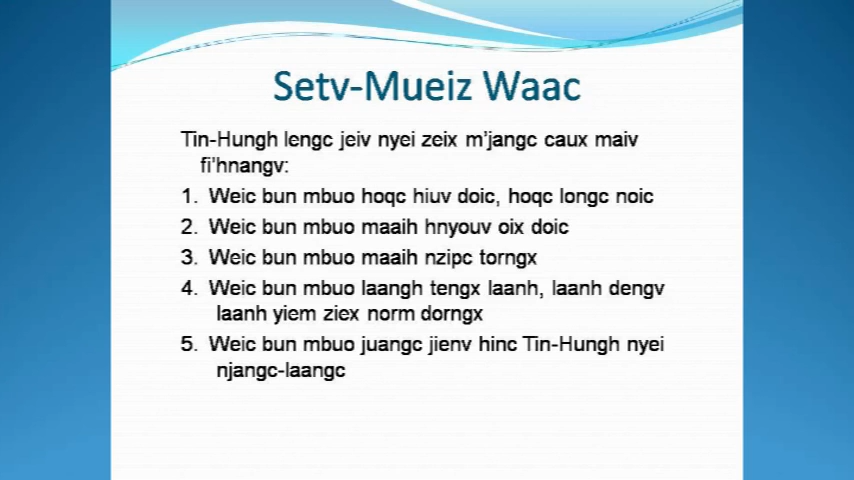 Setv-Mueiz Waac
Tin-Hungh lengc jeiv nyei zeix m'jangc caux maiv
fi'hnangv:
1. Weic bun mbuo hoqc hiuv doic, hoqc longc noic
2. Weic bun mbuo maaih hnyouv oix doic
3. Weic bun mbuo maaih nzipc torngx
4. Weic bun mbuo laangh tengx laanh, laanh dengv
laanh yiem ziex norm dorngx
5. Weic bun mbuo juangc jienv hinc Tin-Hungh nyei
njangc-laangc